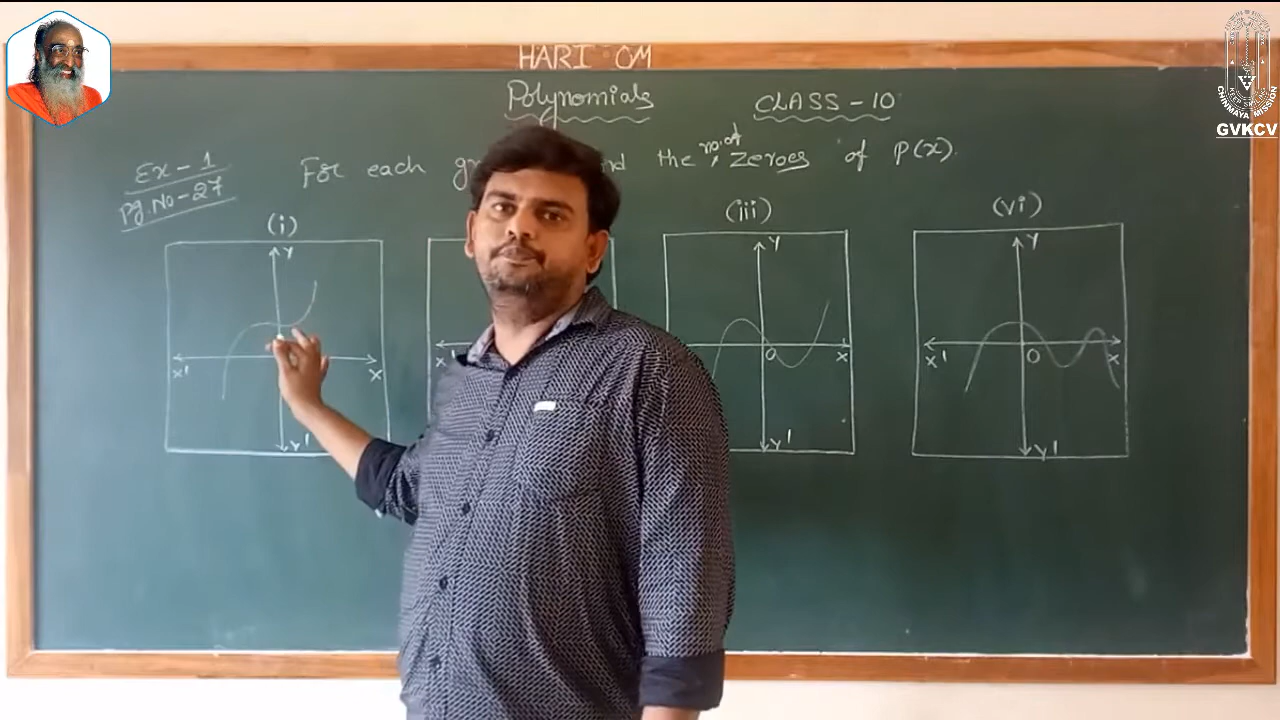 HARI OM
Polynomials
CLASS - 10
Ex - 1
Pg. No - 27
For each the no. of zeroes of P(x).
(i)
(iii)
(vi)
Y
Y
Y
X'
X
X'
O
X
X'
O
X
Y'
Y'
Y'
CHINMAYA MISSION
GVKCV